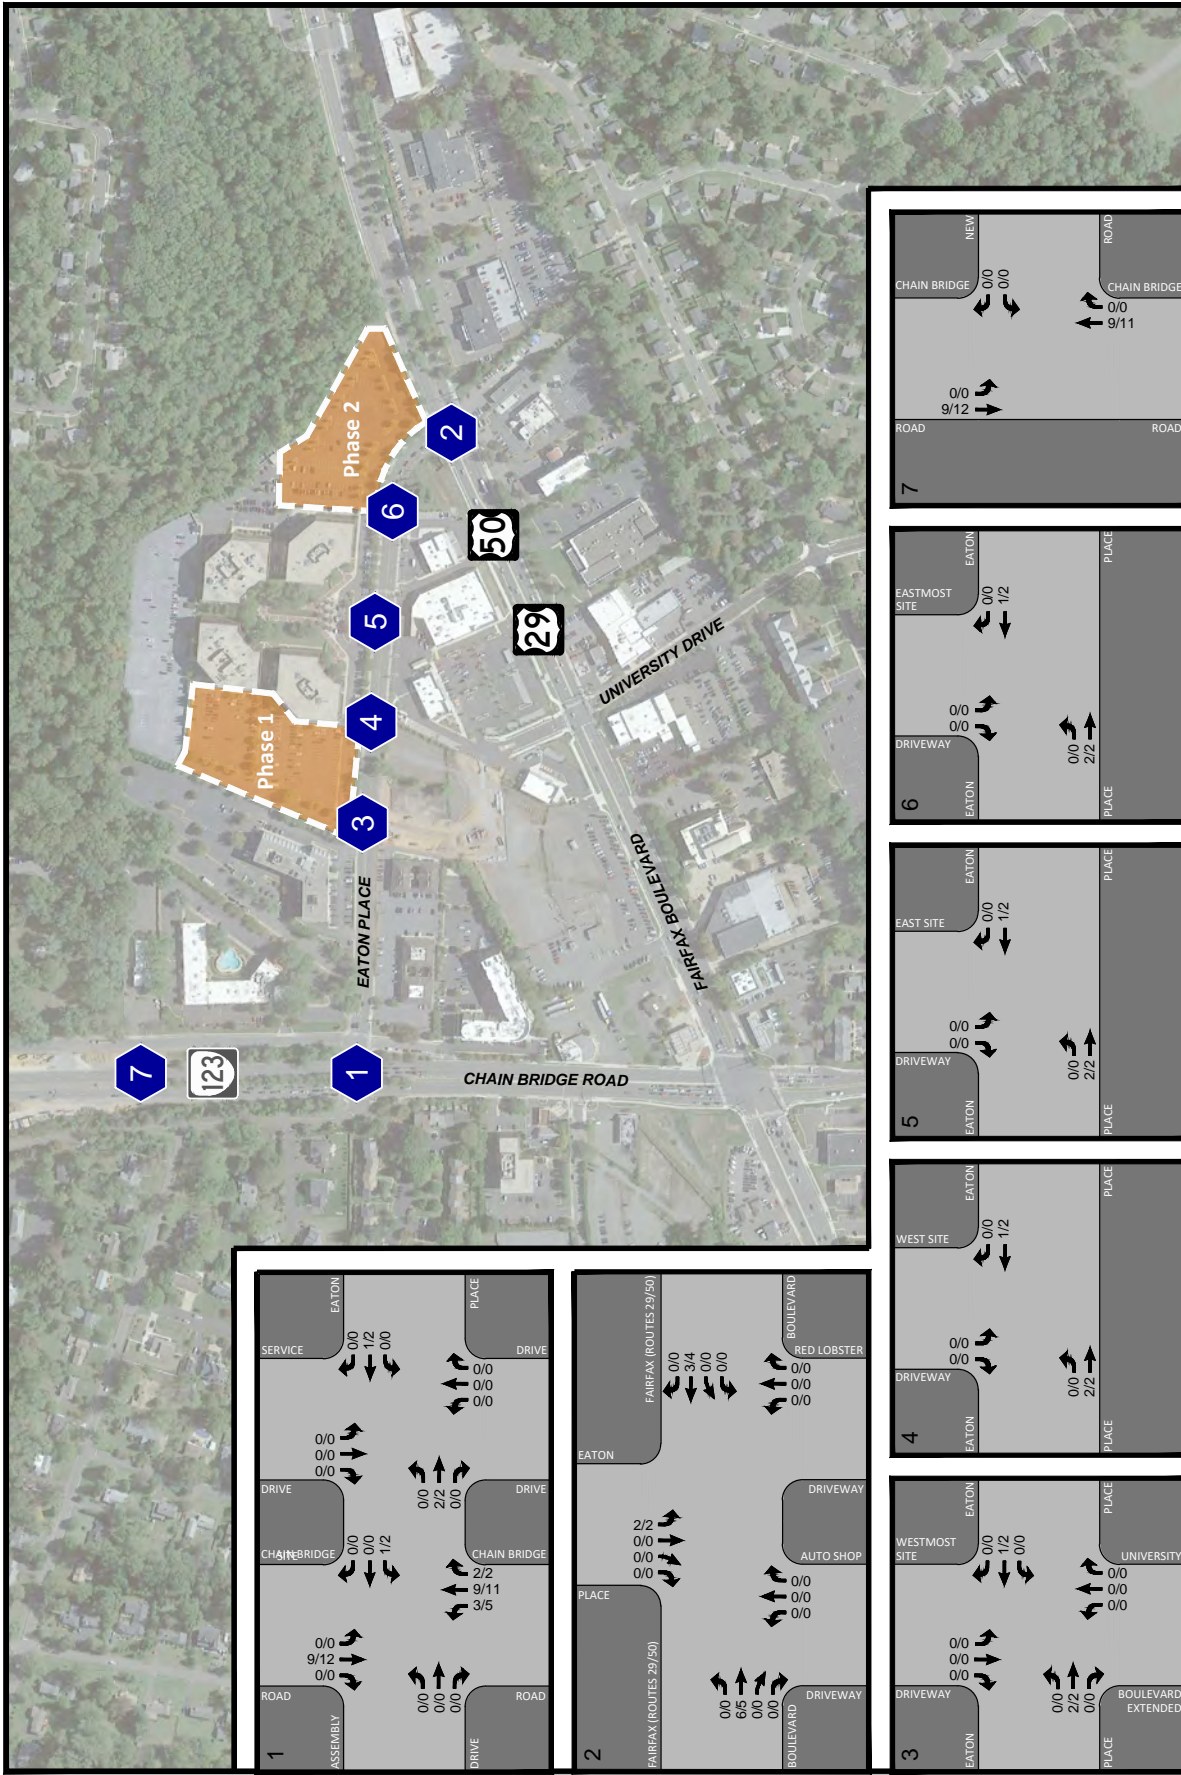 Phase 1
Phase 2
7
123
1
3
4
5
6
2
50
29
EATON PLACE
CHAIN BRIDGE ROAD
FAIRFAX BOULEVARD
UNIVERSITY DRIVE
1
ASSEMBLY
ROAD
CHAIN BRIDGE
SITE
DRIVE
SERVICE
EATON
0/0
9/12
0/0
0/0
0/0
1/2
0/0
0/0
0/0
0/0
1/2
0/0
0/0
0/0
0/0
2/2
9/11
3/5
0/0
2/2
0/0
0/0
0/0
0/0
DRIVE
ROAD
CHAIN BRIDGE
DRIVE
DRIVE
PLACE
2
FAIRFAX (ROUTES 29/50)
PLACE
EATON
FAIRFAX (ROUTES 29/50)
2/2
0/0
0/0
0/0
0/0
3/4
0/0
0/0
0/0
6/5
0/0
0/0
0/0
0/0
0/0
0/0
0/0
0/0
BOULEVARD
DRIVEWAY
AUTO SHOP
DRIVEWAY
RED LOBSTER
BOULEVARD
3
EATON
DRIVEWAY
WESTMOST
SITE
EATON
0/0
0/0
0/0
0/0
1/2
0/0
0/0
2/2
0/0
0/0
0/0
0/0
PLACE
BOULEVARD
EXTENDED
UNIVERSITY
PLACE
4
EATON
DRIVEWAY
WEST SITE
EATON
0/0
0/0
0/0
1/2
0/0
2/2
PLACE
PLACE
5
EATON
DRIVEWAY
EAST SITE
EATON
0/0
0/0
0/0
1/2
0/0
2/2
PLACE
PLACE
6
EATON
DRIVEWAY
EASTMOST
SITE
EATON
0/0
0/0
0/0
1/2
0/0
2/2
PLACE
PLACE
7
ROAD
CHAIN BRIDGE
NEW
0/0
9/12
0/0
0/0
0/0
9/11
ROAD
CHAIN BRIDGE
ROAD